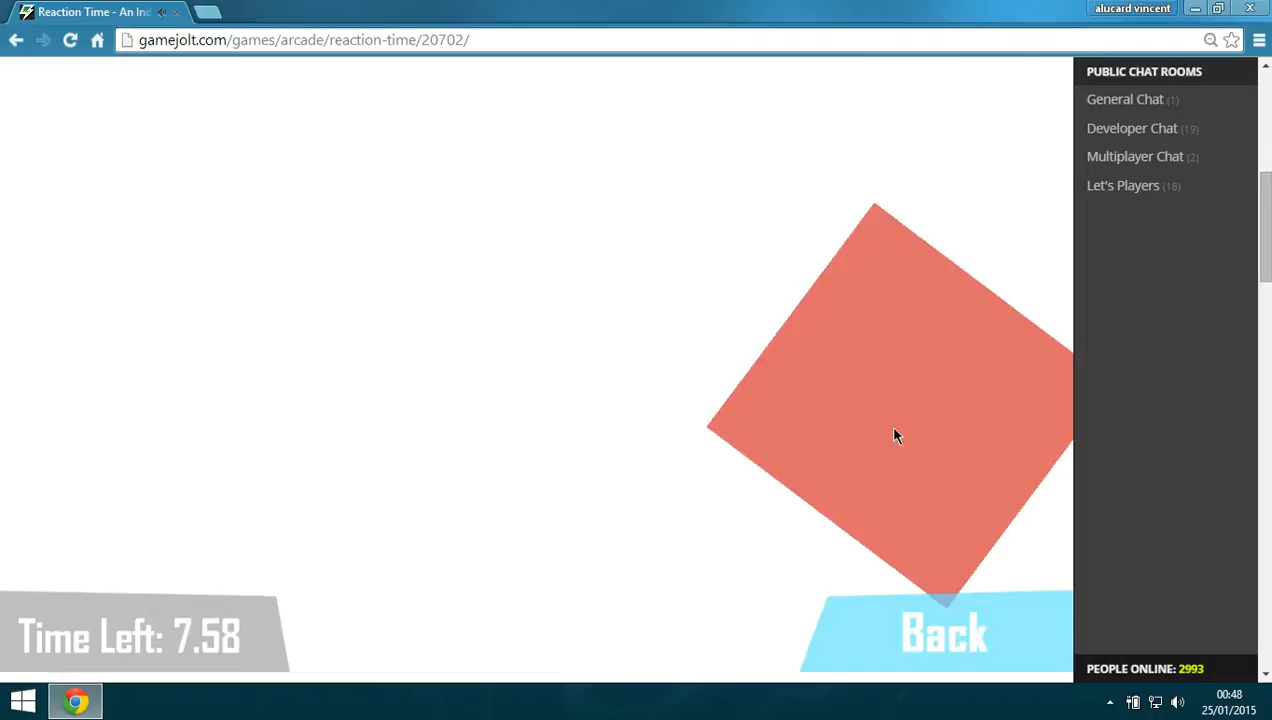 Reaction Time - An Ind
alucard vincent
gamejolt.com/games/arcade/reaction-time/20702/
PUBLIC CHAT ROOMS
General Chat (1)
Developer Chat (19)
Multiplayer Chat (2)
Let's Players (18)
Time Left: 7.58
Back
PEOPLE ONLINE: 2993
00:48
25/01/2015